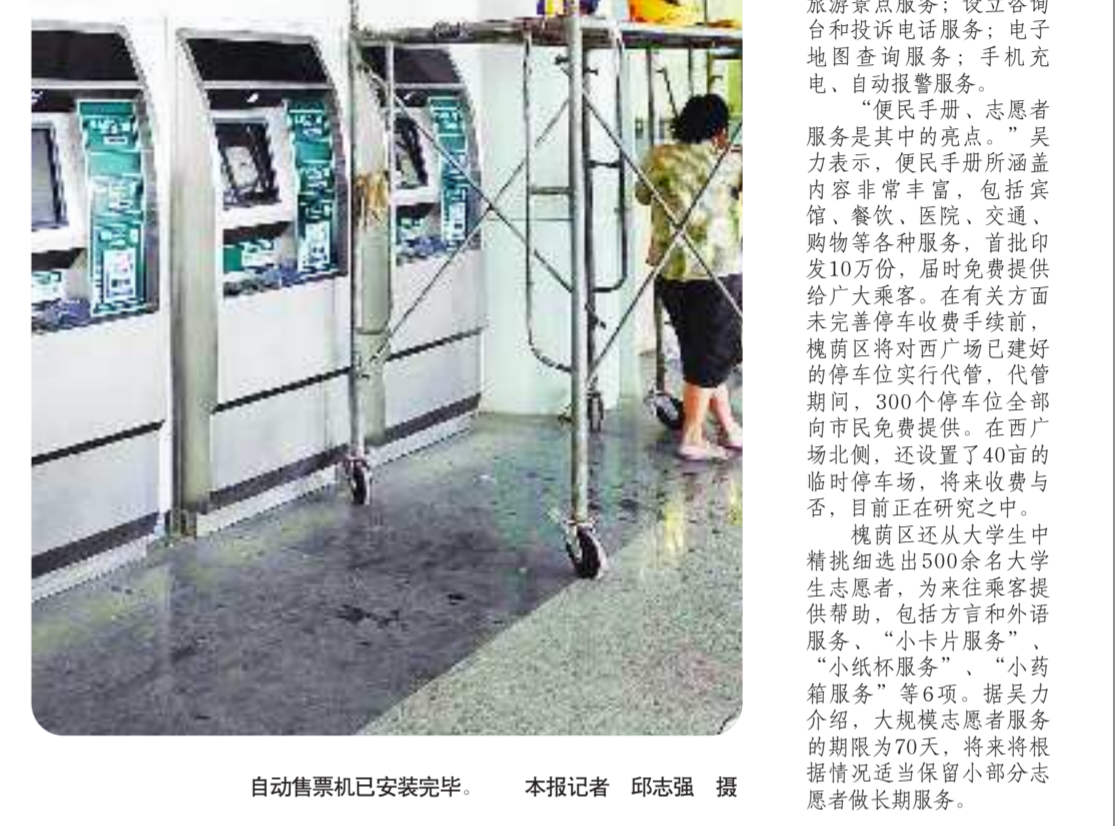 旅游景点服务；设立咨询
台和投诉电话服务；电子
地图查询服务；手机充
电、自动报警服务。
“便民手册、志愿者
服务是其中的亮点。”吴
力表示，便民手册所涵盖
内容非常丰富，包括宾
馆、餐饮、医院、交通、
购物等各种服务，首批印
发10万份，届时免费提供
给广大乘客。在有关方面
未完善停车收费手续前，
槐荫区将对西广场已建好
的停车位实行代管，代管
期间，300个停车位全部
向市民免费提供。在西广
场北侧，还设置了40亩的
临时停车场，将来收费与
否，目前正在研究之中。
槐荫区还从大学生中
精挑细选出500余名大学
生志愿者，为来往乘客提
供帮助，包括方言和外语
服务、“小卡片服务”、
“小纸杯服务”、“小药
箱服务”等6项。据吴力
介绍，大规模志愿者服务
的期限为70天，将来将根
据情况适当保留小部分志
愿者做长期服务。
自动售票机已安装完毕。 本报记者 邱志强 摄